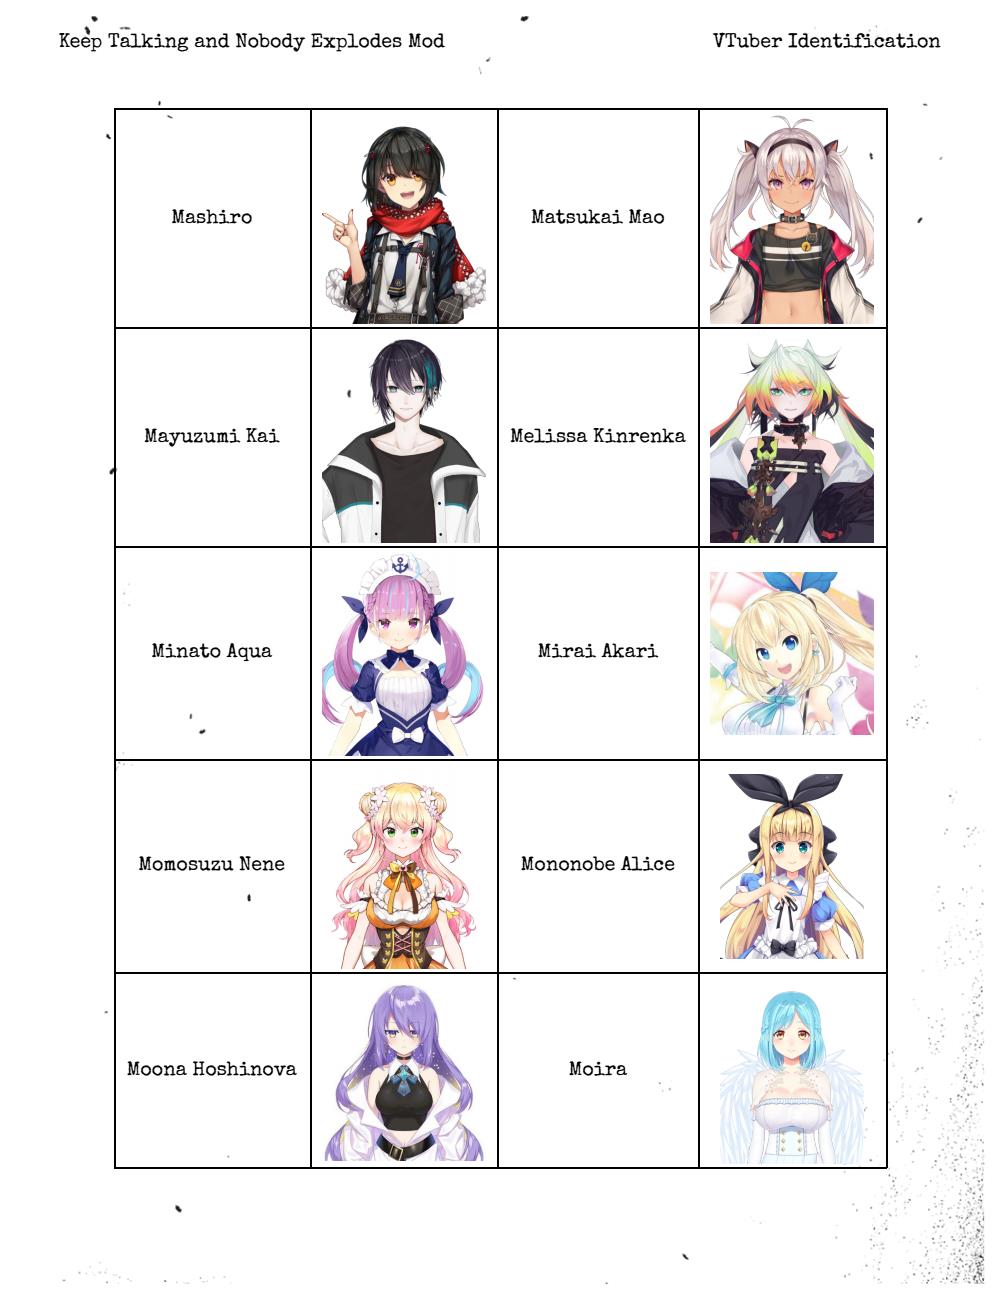 Keep Talking and Nobody Explodes Mod
VTuber Identification
Mashiro
Matsukai Mao
Mayuzumi Kai
Melissa Kinrenka
Minato Aqua
Mirai Akari
Momosuzu Nene
Mononobe Alice
Moona Hoshinova
Moira